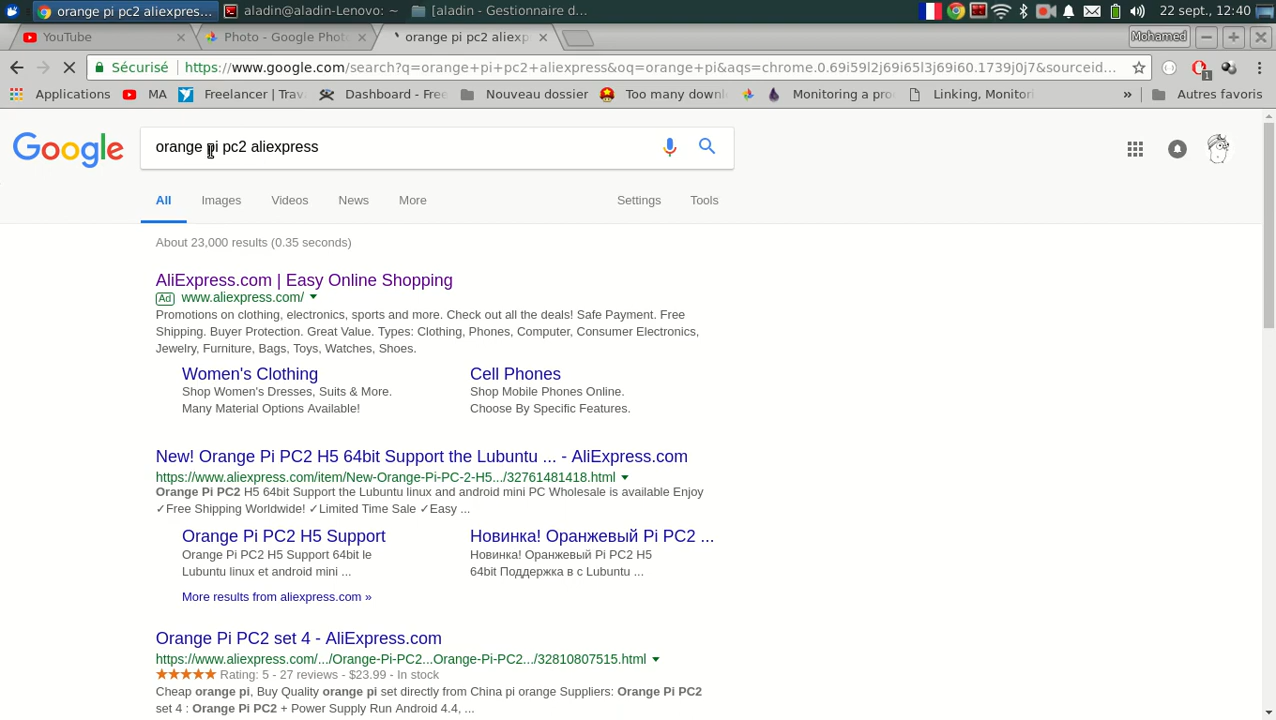 orange pi pc2 aliexpres... aladin@aladin-Lenovo: ~ [aladin - Gestionnaire d... 22 sept., 12:40
YouTube Photo - Google Phot orange pi pc2 aliexp Mohamed
Sécurisé https://www.google.com/search?q=orange+pi+pc2+aliexpress&oq=orange+pi&aqs=chrome.0.69i59l2j69i65l3j69i60.1739j0j7&sourceid...
Applications MA Freelancer | Trav Dashboard - Free Nouveau dossier Too many downl Monitoring a pro Linking, Monitori » Autres favoris
Google orange pi pc2 aliexpress
All Images Videos News More Settings Tools
About 23,000 results (0.35 seconds)
AliExpress.com | Easy Online Shopping
Ad www.aliexpress.com/
Promotions on clothing, electronics, sports and more. Check out all the deals! Safe Payment. Free
Shipping. Buyer Protection. Great Value. Types: Clothing, Phones, Computer, Consumer Electronics,
Jewelry, Furniture, Bags, Toys, Watches, Shoes.
Women's Clothing Cell Phones
Shop Women's Dresses, Suits & More. Shop Mobile Phones Online.
Many Material Options Available! Choose By Specific Features.
New! Orange Pi PC2 H5 64bit Support the Lubuntu ... - AliExpress.com
https://www.aliexpress.com/item/New-Orange-Pi-PC-2-H5.../32761481418.html
Orange Pi PC2 H5 64bit Support the Lubuntu linux and android mini PC Wholesale is available Enjoy
✓Free Shipping Worldwide! ✓Limited Time Sale ✓Easy ...
Orange Pi PC2 H5 Support Новинка! Оранжевый Pi PC2 ...
Orange Pi PC2 H5 Support 64bit le Новинка! Оранжевый Pi PC2 H5
Lubuntu linux et android mini ... 64bit Поддержка в с Lubuntu ...
More results from aliexpress.com »
Orange Pi PC2 set 4 - AliExpress.com
https://www.aliexpress.com/.../Orange-Pi-PC2...Orange-Pi-PC2.../32810807515.html
★★★★★ Rating: 5 - 27 reviews - $23.99 - In stock
Cheap orange pi, Buy Quality orange pi set directly from China pi orange Suppliers: Orange Pi PC2
set 4 : Orange Pi PC2 + Power Supply Run Android 4.4, ...